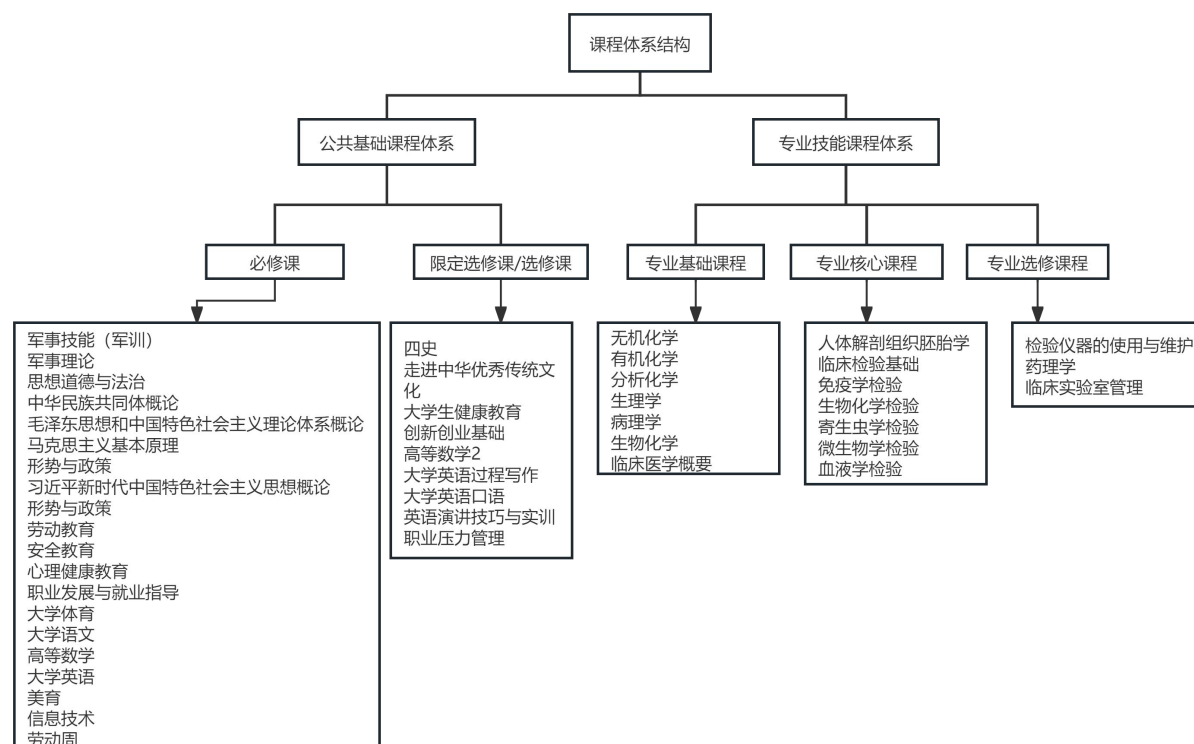 课程体系结构
公共基础课程体系
专业技能课程体系
必修课
限定选修课/选修课
专业基础课程
专业核心课程
专业选修课程
军事技能（军训）
军事理论
思想道德与法治
中华民族共同体概论
毛泽东思想和中国特色社会主义理论体系概论
马克思主义基本原理
形势与政策
习近平新时代中国特色社会主义思想概论
形势与政策
劳动教育
安全教育
心理健康教育
职业发展与就业指导
大学体育
大学语文
高等数学
大学英语
美育
信息技术
劳动周
四史
走进中华优秀传统文
化
大学生健康教育
创新创业基础
高等数学2
大学英语过程写作
大学英语口语
英语演讲技巧与实训
职业压力管理
无机化学
有机化学
分析化学
生理学
病理学
生物化学
临床医学概要
人体解剖组织胚胎学
临床检验基础
免疫学检验
生物化学检验
寄生虫学检验
微生物学检验
血液学检验
检验仪器的使用与维护
药理学
临床实验室管理